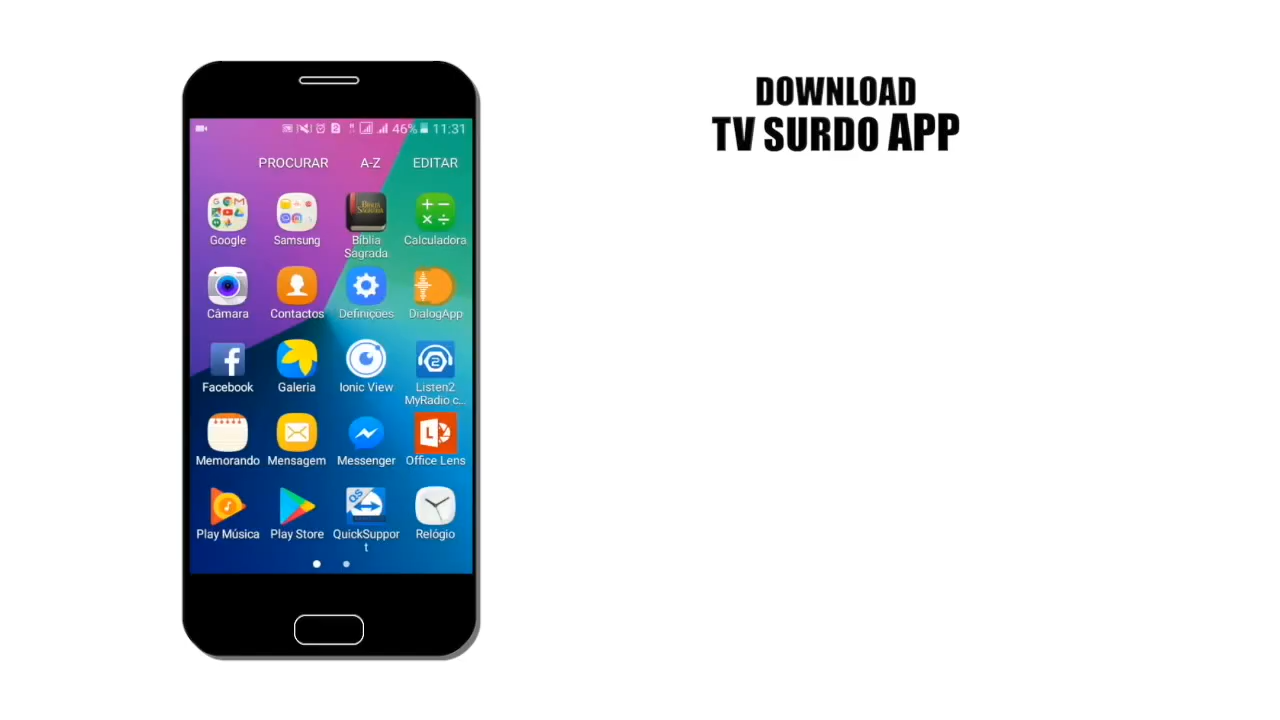 DOWNLOAD
TV SURDO APP
46% 11:31
PROCURAR A-Z EDITAR
Google Samsung Bíblia Sagrada Calculadora
Câmara Contactos Definições DialogApp
Facebook Galeria Ionic View Listen2
MyRadio c...
Memorando Mensagem Messenger Office Lens
Play Música Play Store QuickSuppor
t
Relógio